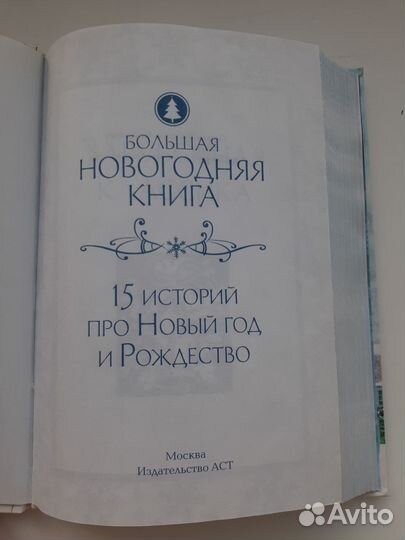 БОЛЬШАЯ
НОВОГОДНЯЯ
КНИГА
15 ИСТОРИЙ
ПРО НОВЫЙ ГОД
И РОЖДЕСТВО
Москва
Издательство АСТ
Avito